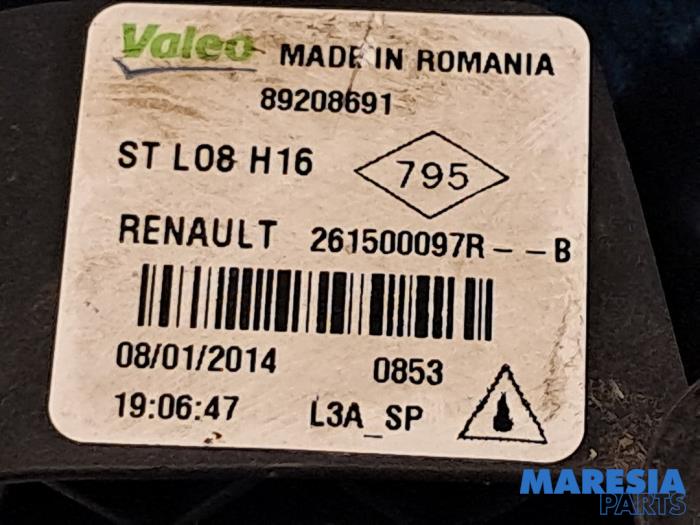 Valeo MADE IN ROMANIA
89208691
ST L08 H16
795
RENAULT 261500097R--B
08/01/2014 0853
19:06:47 L3A_SP
MARESIA
PARTS